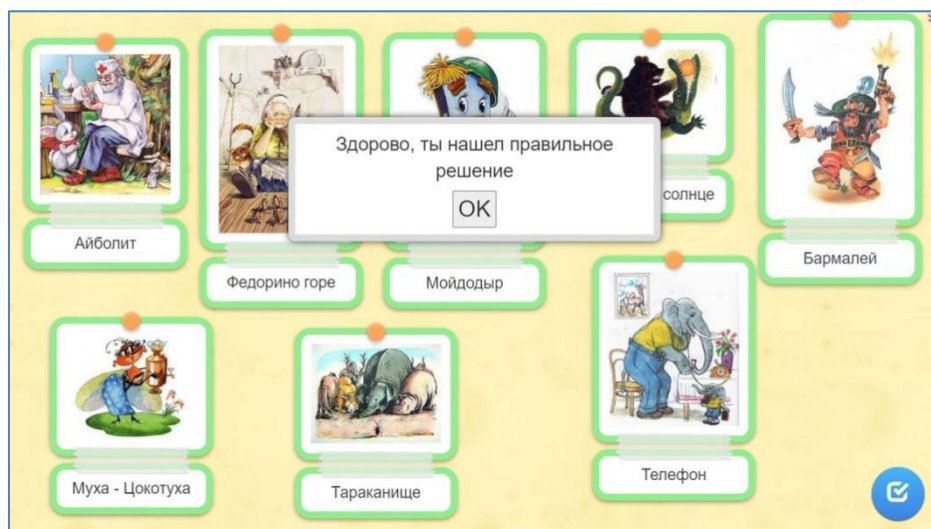 Здорово, ты нашел правильное
решение
OK
солнце
Айболит
Бармалей
Федорино горе
Мойдодыр
Муха - Цокотуха
Тараканище
Телефон